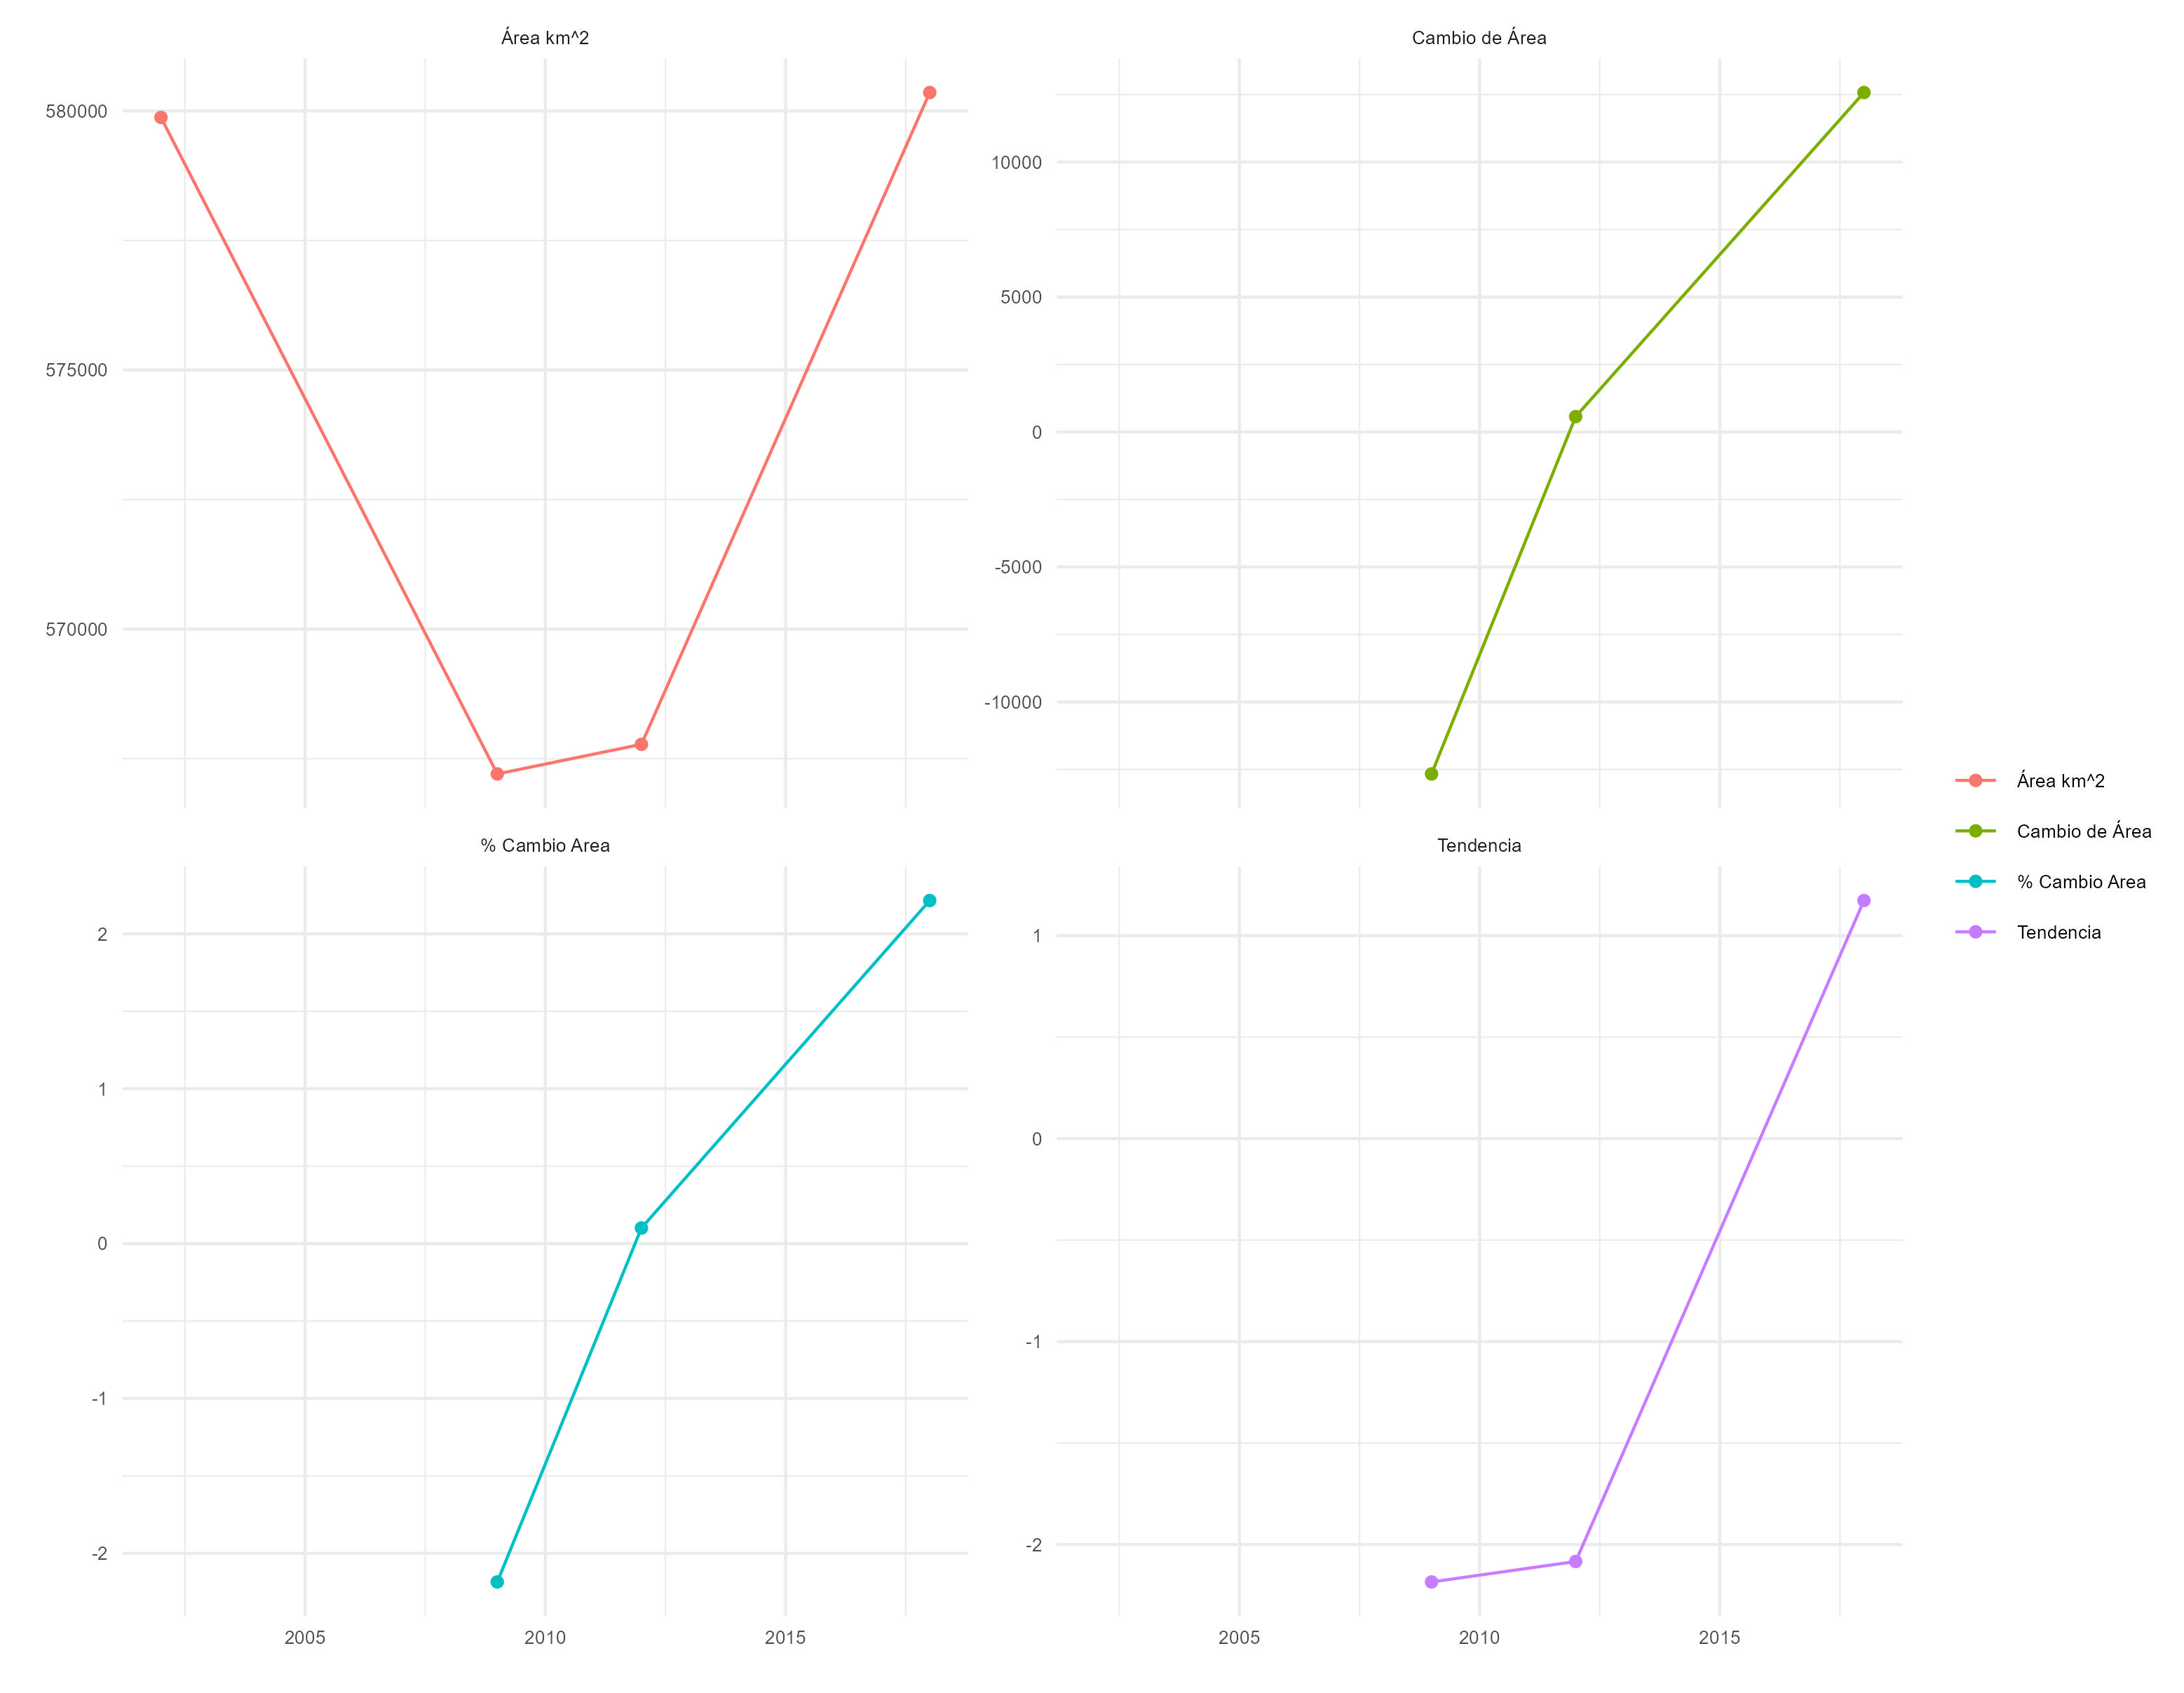 Área km^2
580000
575000
570000
Cambio de Área
10000
5000
0
-5000
-10000
% Cambio Area
2
1
0
-1
-2
2005 2010 2015
Tendencia
1
0
-1
-2
2005 2010 2015
Área km^2
Cambio de Área
% Cambio Area
Tendencia